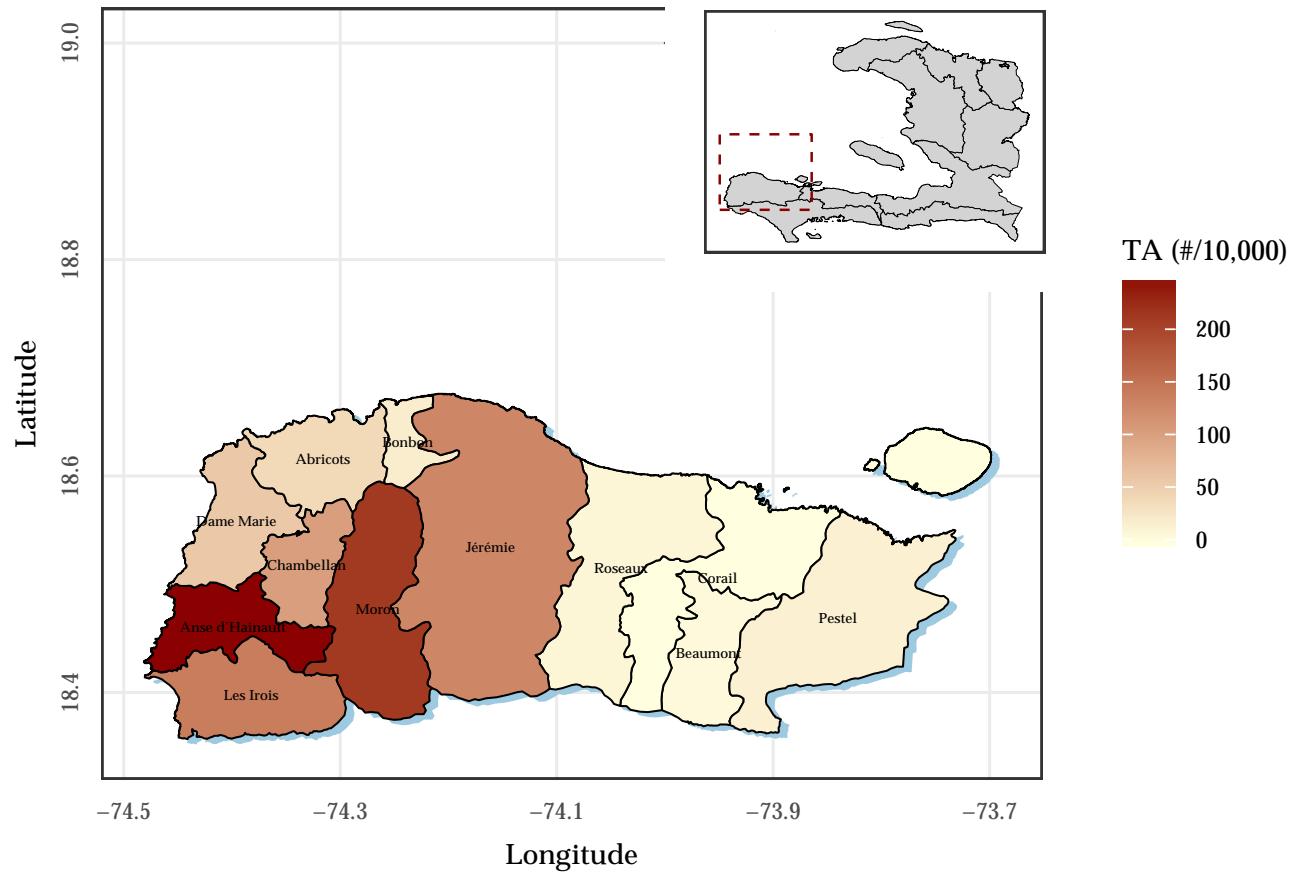 19.0
18.8
18.6
18.4
Latitude
TA (#/10,000)
200
150
100
50
0
Bonbon
Abricots
Dame Marie
Jérémie
Chambellan
Roseaux
Corail
Moron
Pestel
Anse d'Hainault
Beaumont
Les Irois
−74.5
−74.3
−74.1
−73.9
−73.7
Longitude